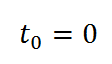 t₀ = 0